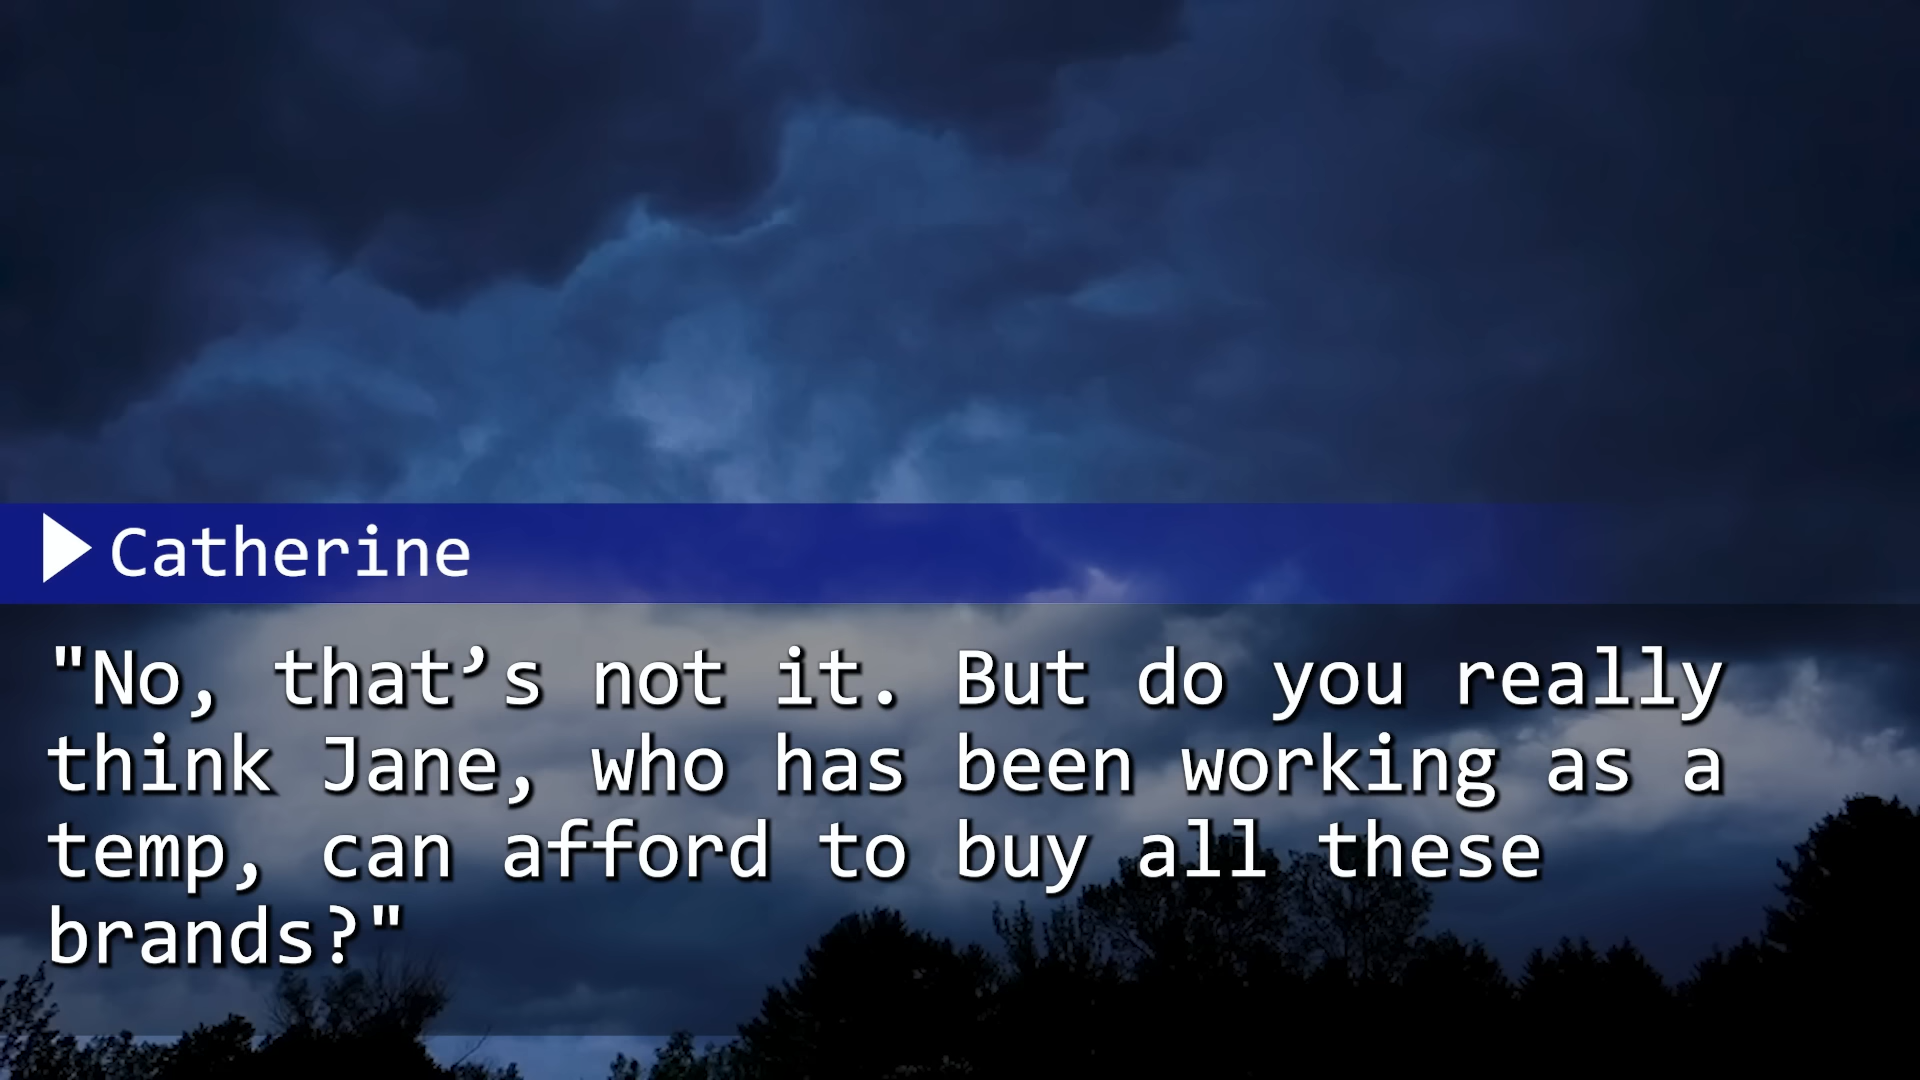 Catherine
"No, that’s not it. But do you really
think Jane, who has been working as a
temp, can afford to buy all these
brands?"